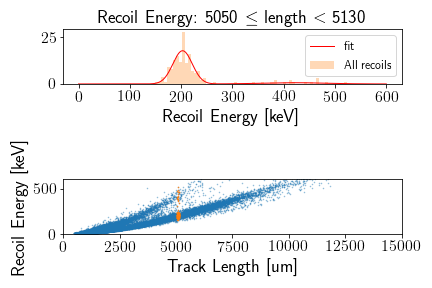 Recoil Energy: 5050 ≤ length < 5130
25
0
fit
All recoils
0 100 200 300 400 500 600
Recoil Energy [keV]
Recoil Energy [keV]
500
0
0 2500 5000 7500 10000 12500 15000
Track Length [um]